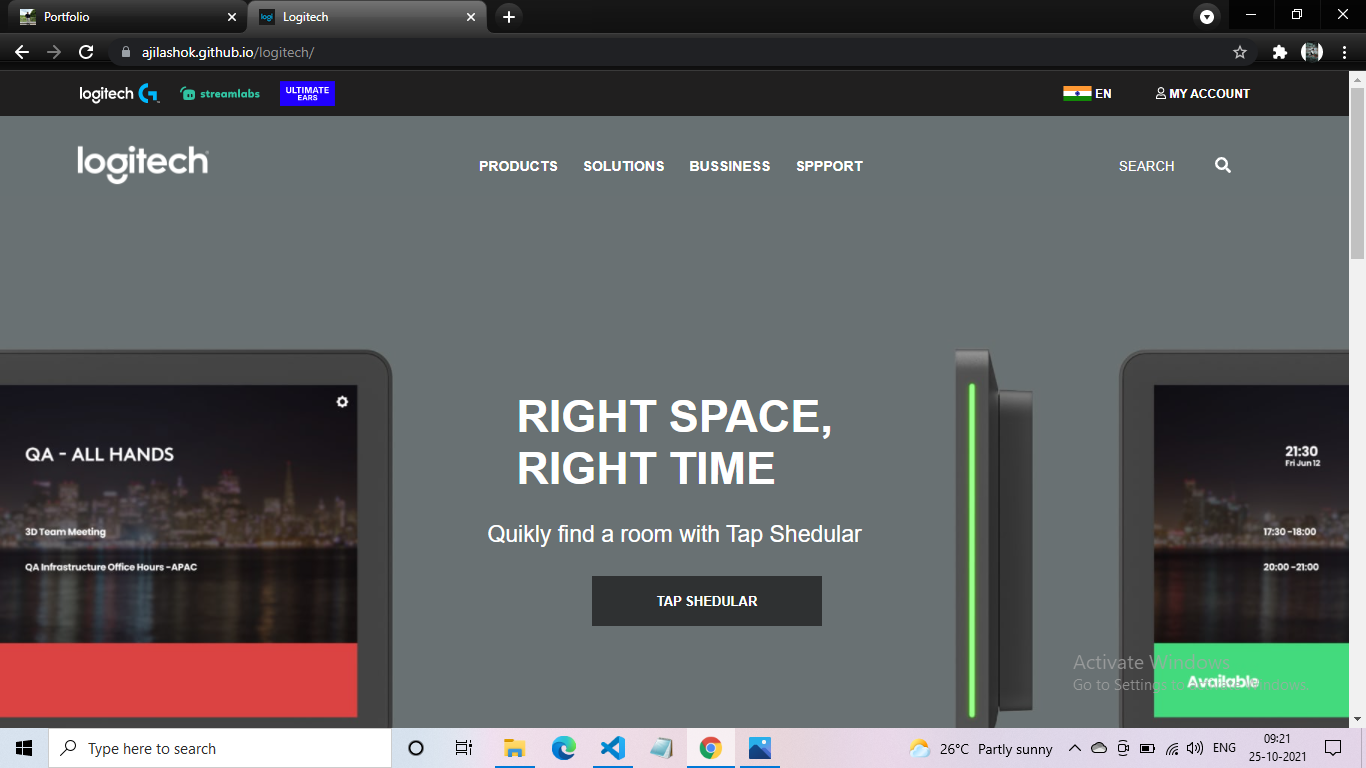 Portfolio
Logitech
ajilashok.github.io/logitech/
logitech G
streamlabs
ULTIMATE
EARS
EN
MY ACCOUNT
logitech
PRODUCTS SOLUTIONS BUSSINESS SPPPORT
SEARCH
RIGHT SPACE,
RIGHT TIME
Quikly find a room with Tap Shedular
TAP SHEDULAR
QA - ALL HANDS
3D Team Meeting
QA Infrastructure Office Hours -APAC
21:30
Fri Jun 12
17:30 -18:00
20:00 -21:00
Available
Activate Windows
Go to Settings to activate Windows.
Type here to search
26°C Partly sunny
ENG
09:21
25-10-2021